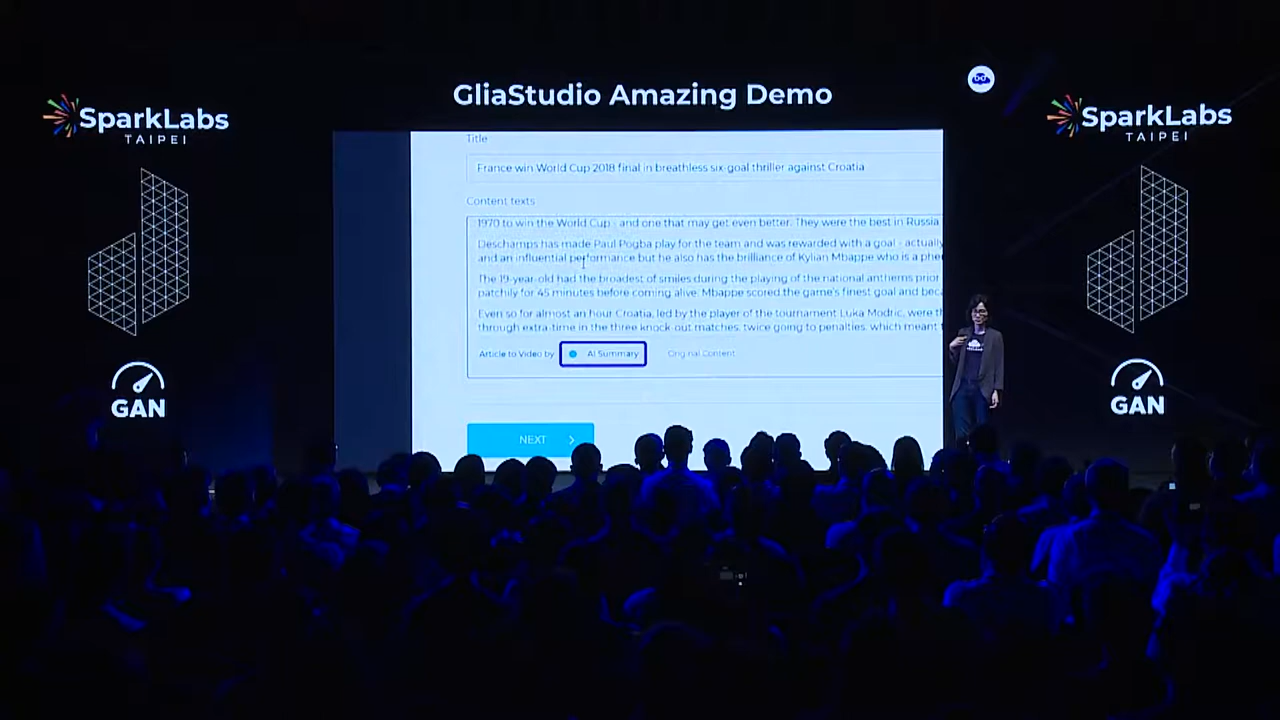 GliaStudio Amazing Demo
SparkLabs
TAIPEI
SparkLabs
TAIPEI
Title
France win World Cup 2018 final in breathless six-goal thriller against Croatia
Content texts
1970 to win the World Cup - and one that may get even better. They were the best in Russia
Deschamps has made Paul Pogba play for the team and was rewarded with a goal - actually
and an influential performance but he also has the brilliance of Kylian Mbappe who is a
The 19-year-old had the broadest of smiles during the playing of the national anthems prior
patchily for 45 minutes before coming alive. Mbappe scored the game's finest goal and
Even so for almost an hour Croatia, led by the player of the tournament Luka Modric, were
through extra-time in the three knock-out matches, twice going to penalties, which meant
Article to Video by AI Summary Original Content
NEXT
GAN
GAN